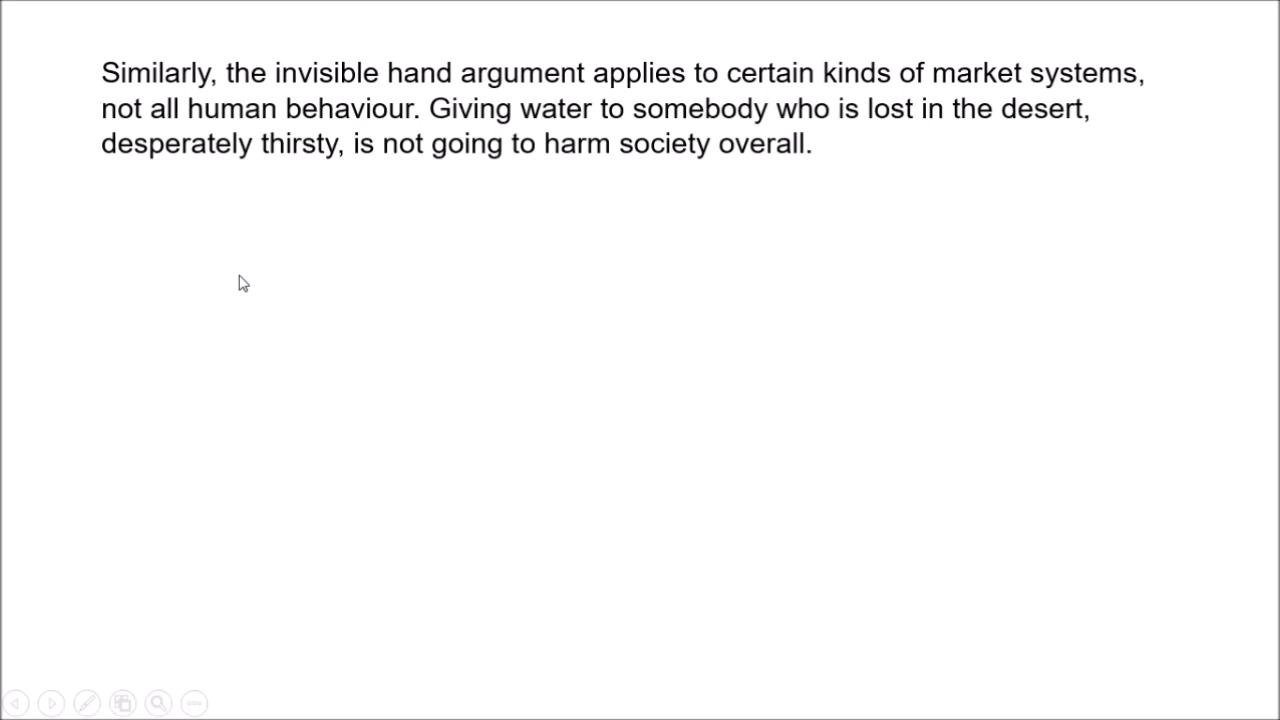 Similarly, the invisible hand argument applies to certain kinds of market systems,
not all human behaviour. Giving water to somebody who is lost in the desert,
desperately thirsty, is not going to harm society overall.